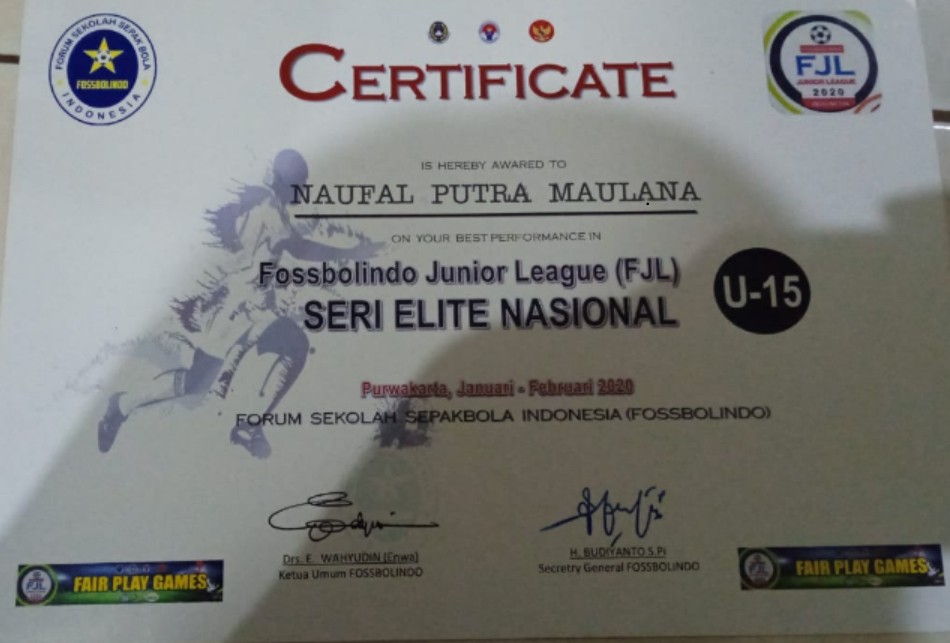 FORUM SEKOLAH SEPAK BOLA
FOSSBOLINDO
INDONESIA
CERTIFICATE
FJL
JUNIOR LEAGUE
2020
IS HEREBY AWARED TO
NAUFAL PUTRA MAULANA
ON YOUR BEST PERFORMANCE IN
Fossbolindo Junior League (FJL)
SERI ELITE NASIONAL
U-15
Purwakarta, Januari - Februari 2020
FORUM SEKOLAH SEPAKBOLA INDONESIA (FOSSBOLINDO)
Drs. E. WAHYUDIN (Enwa)
Ketua Umum FOSSBOLINDO
H. BUDIYANTO.S.Pi
Secretry General FOSSBOLINDO
FJL
FAIR PLAY GAMES
FJL
FAIR PLAY GAMES